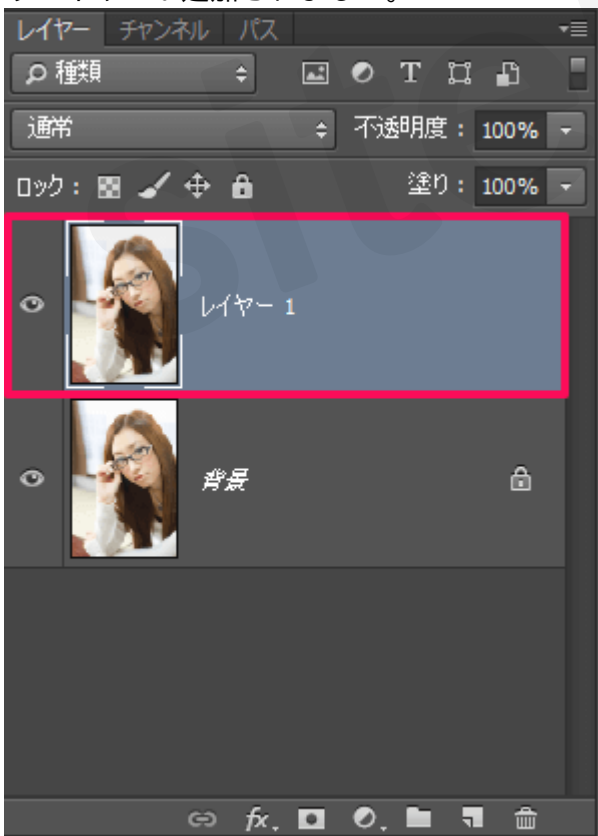 レイヤー チャンネル パス
種類 T
通常 不透明度： 100%
ロック： 塗り： 100%
レイヤー 1
背景
fx.